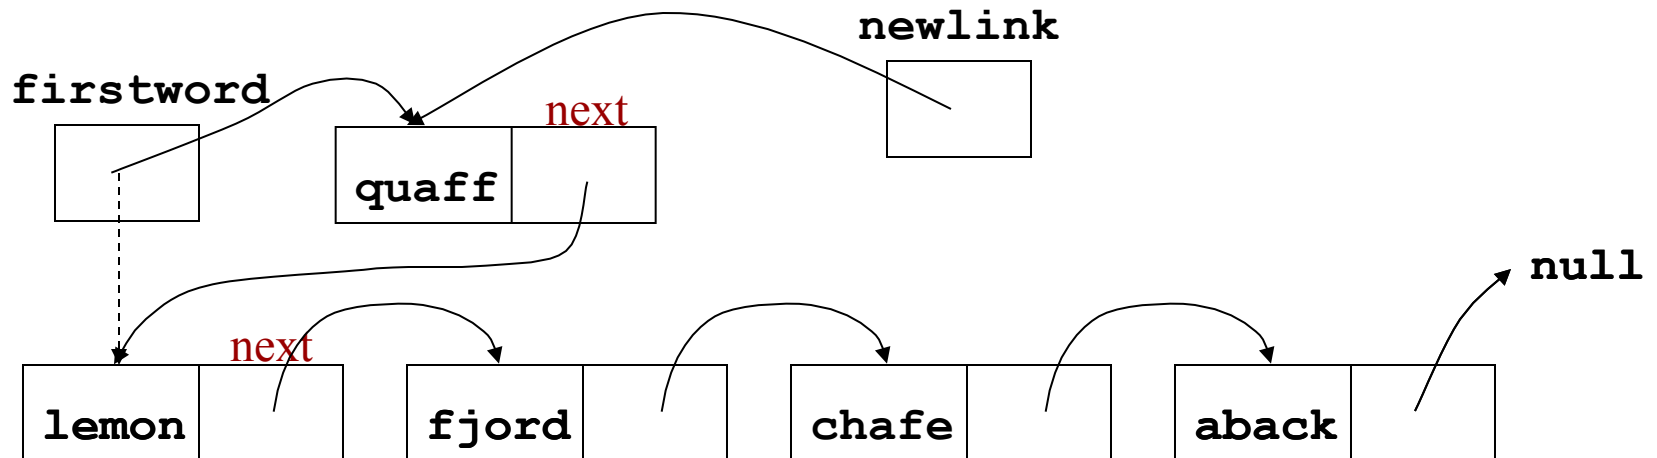 newlink
firstword
next
quaff
null
next
lemon fjord chafe aback